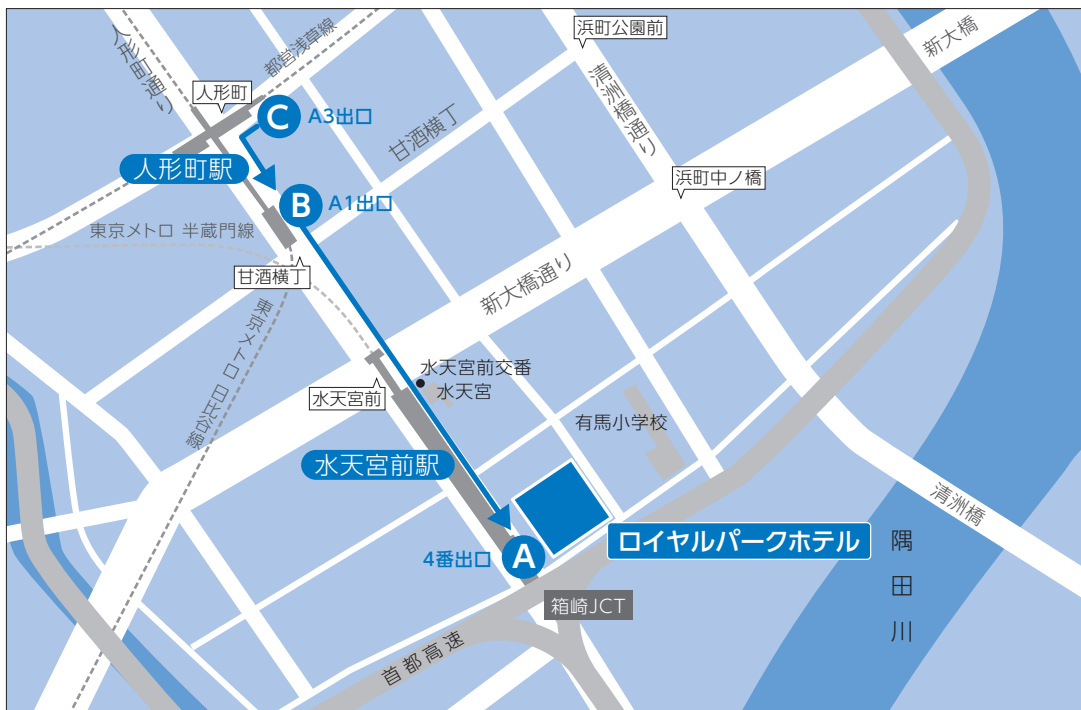 人形町通り
都営浅草線
浜町公園前
新大橋
清洲橋通り
人形町
C
A3出口
甘酒横丁
人形町駅
浜町中ノ橋
B
A1出口
東京メトロ 半蔵門線
甘酒横丁
新大橋通り
東京メトロ 日比谷線
水天宮前交番
水天宮
水天宮前
有馬小学校
水天宮前駅
清洲橋
ロイヤルパークホテル
隅田川
4番出口
A
箱崎JCT
首都高速